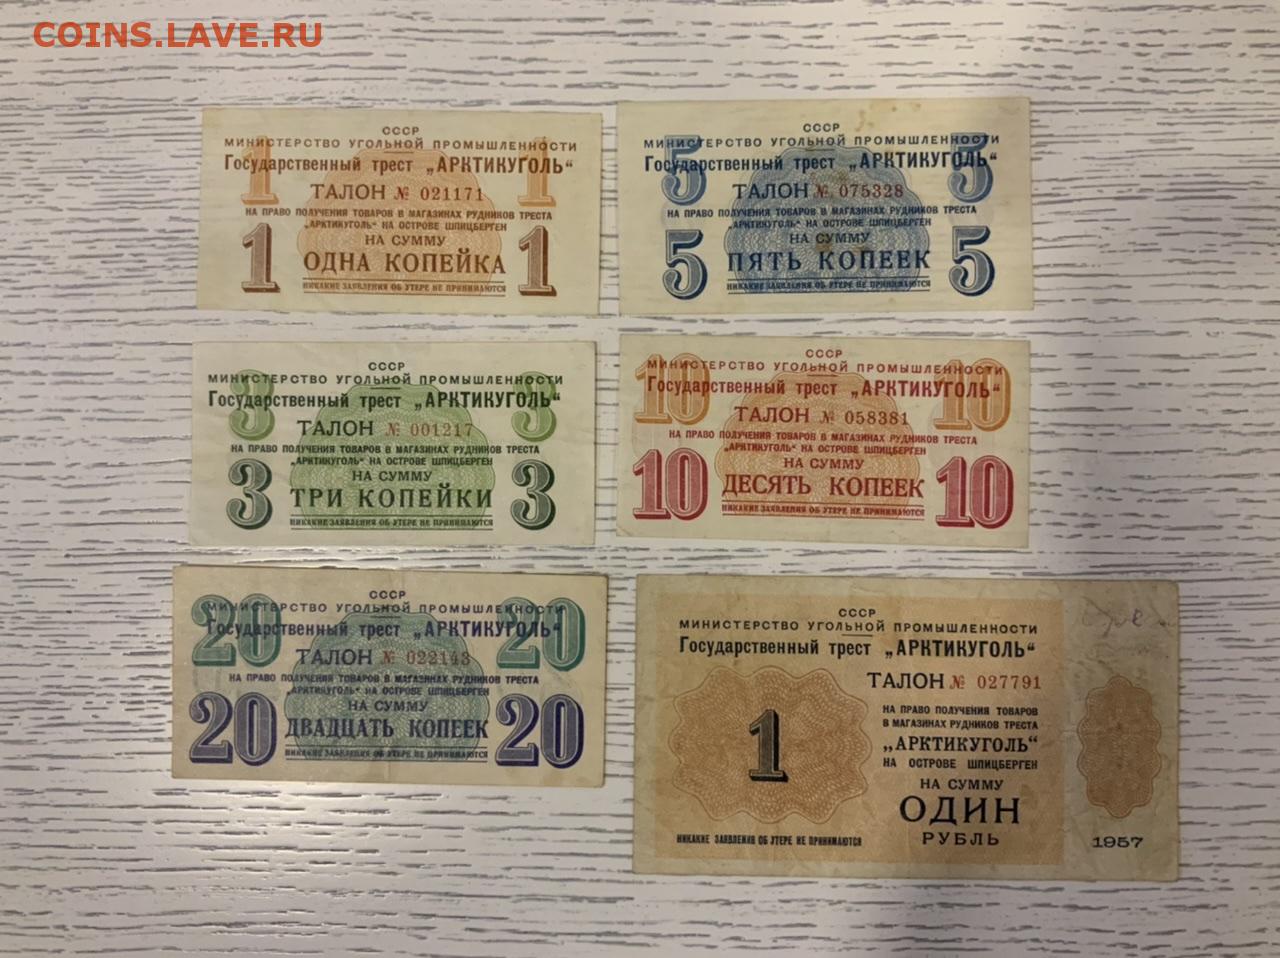 COINS.LAVE.RU
СССР
МИНИСТЕРСТВО УГОЛЬНОЙ ПРОМЫШЛЕННОСТИ
Государственный трест „АРКТИКУГОЛЬ“
1 1
ТАЛОН № 021171
НА ПРАВО ПОЛУЧЕНИЯ ТОВАРОВ В МАГАЗИНАХ РУДНИКОВ ТРЕСТА
„АРКТИКУГОЛЬ“ НА ОСТРОВЕ ШПИЦБЕРГЕН
НА СУММУ
1 ОДНА КОПЕЙКА 1
НИКАКИЕ ЗАЯВЛЕНИЯ ОБ УТЕРЕ НЕ ПРИНИМАЮТСЯ
СССР
МИНИСТЕРСТВО УГОЛЬНОЙ ПРОМЫШЛЕННОСТИ
Государственный трест „АРКТИКУГОЛЬ“
5 5
ТАЛОН № 075328
НА ПРАВО ПОЛУЧЕНИЯ ТОВАРОВ В МАГАЗИНАХ РУДНИКОВ ТРЕСТА
„АРКТИКУГОЛЬ“ НА ОСТРОВЕ ШПИЦБЕРГЕН
НА СУММУ
5 ПЯТЬ КОПЕЕК 5
НИКАКИЕ ЗАЯВЛЕНИЯ ОБ УТЕРЕ НЕ ПРИНИМАЮТСЯ
СССР
МИНИСТЕРСТВО УГОЛЬНОЙ ПРОМЫШЛЕННОСТИ
Государственный трест „АРКТИКУГОЛЬ“
3 3
ТАЛОН № 001217
НА ПРАВО ПОЛУЧЕНИЯ ТОВАРОВ В МАГАЗИНАХ РУДНИКОВ ТРЕСТА
„АРКТИКУГОЛЬ“ НА ОСТРОВЕ ШПИЦБЕРГЕН
НА СУММУ
3 ТРИ КОПЕЙКИ 3
НИКАКИЕ ЗАЯВЛЕНИЯ ОБ УТЕРЕ НЕ ПРИНИМАЮТСЯ
СССР
МИНИСТЕРСТВО УГОЛЬНОЙ ПРОМЫШЛЕННОСТИ
Государственный трест „АРКТИКУГОЛЬ“
10 10
ТАЛОН № 058381
НА ПРАВО ПОЛУЧЕНИЯ ТОВАРОВ В МАГАЗИНАХ РУДНИКОВ ТРЕСТА
„АРКТИКУГОЛЬ“ НА ОСТРОВЕ ШПИЦБЕРГЕН
НА СУММУ
10 ДЕСЯТЬ КОПЕЕК 10
НИКАКИЕ ЗАЯВЛЕНИЯ ОБ УТЕРЕ НЕ ПРИНИМАЮТСЯ
СССР
МИНИСТЕРСТВО УГОЛЬНОЙ ПРОМЫШЛЕННОСТИ
Государственный трест „АРКТИКУГОЛЬ“
20 20
ТАЛОН № 022143
НА ПРАВО ПОЛУЧЕНИЯ ТОВАРОВ В МАГАЗИНАХ РУДНИКОВ ТРЕСТА
„АРКТИКУГОЛЬ“ НА ОСТРОВЕ ШПИЦБЕРГЕН
НА СУММУ
20 ДВАДЦАТЬ КОПЕЕК 20
НИКАКИЕ ЗАЯВЛЕНИЯ ОБ УТЕРЕ НЕ ПРИНИМАЮТСЯ
СССР
МИНИСТЕРСТВО УГОЛЬНОЙ ПРОМЫШЛЕННОСТИ
Государственный трест „АРКТИКУГОЛЬ“
ТАЛОН № 027791
НА ПРАВО ПОЛУЧЕНИЯ ТОВАРОВ
В МАГАЗИНАХ РУДНИКОВ ТРЕСТА
„АРКТИКУГОЛЬ“
НА ОСТРОВЕ ШПИЦБЕРГЕН
1
НА СУММУ
ОДИН
РУБЛЬ
НИКАКИЕ ЗАЯВЛЕНИЯ ОБ УТЕРЕ НЕ ПРИНИМАЮТСЯ
1957